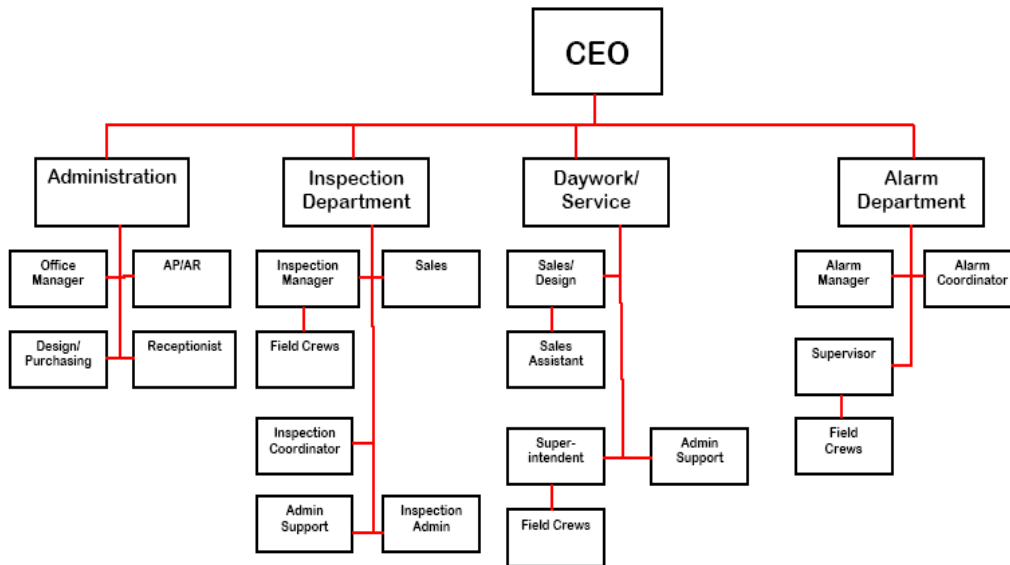 CEO
Administration
Inspection
Department
Daywork/
Service
Alarm
Department
Office
Manager
AP/AR
Inspection
Manager
Sales
Sales/
Design
Alarm
Manager
Alarm
Coordinator
Design/
Purchasing
Receptionist
Field Crews
Sales
Assistant
Supervisor
Inspection
Coordinator
Super-
intendent
Admin
Support
Field
Crews
Admin
Support
Inspection
Admin
Field Crews